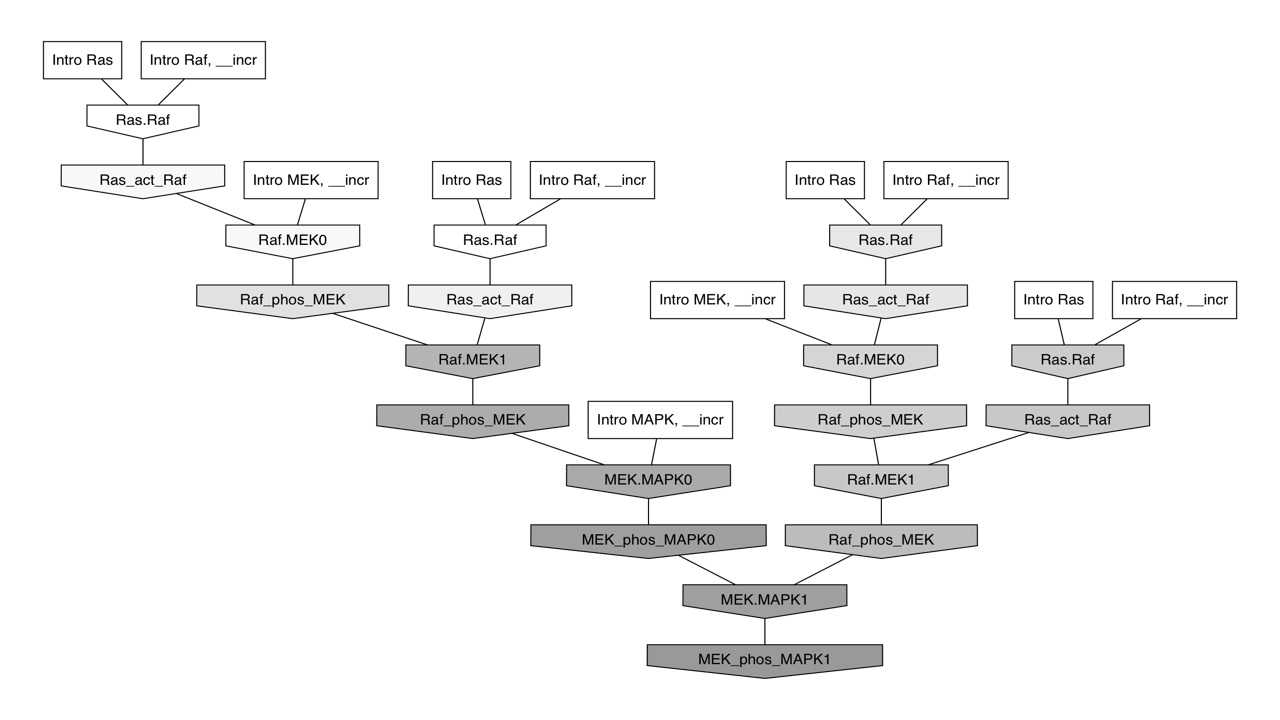 Intro Ras
Intro Raf, __incr
Ras.Raf
Ras_act_Raf
Intro MEK, __incr
Intro Ras
Intro Raf, __incr
Intro Ras
Intro Raf, __incr
Raf.MEK0
Ras.Raf
Ras.Raf
Raf_phos_MEK
Ras_act_Raf
Intro MEK, __incr
Ras_act_Raf
Intro Ras
Intro Raf, __incr
Raf.MEK1
Raf.MEK0
Ras.Raf
Raf_phos_MEK
Intro MAPK, __incr
Raf_phos_MEK
Ras_act_Raf
MEK.MAPK0
Raf.MEK1
MEK_phos_MAPK0
Raf_phos_MEK
MEK.MAPK1
MEK_phos_MAPK1